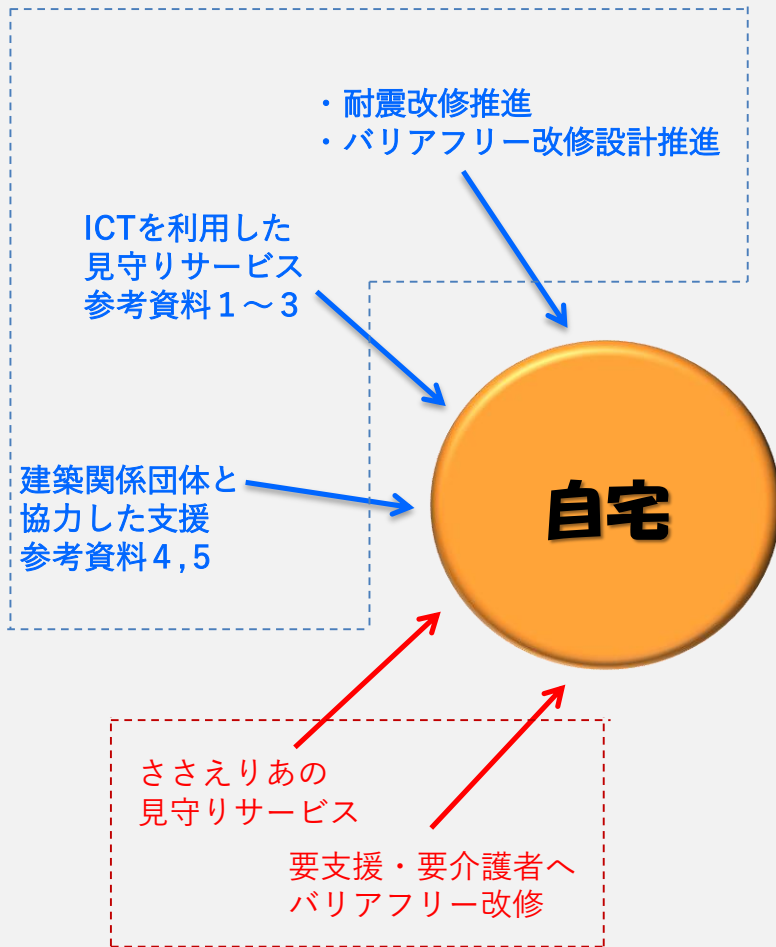 ・耐震改修推進
・バリアフリー改修設計推進
ICTを利用した
見守りサービス
参考資料１～３
建築関係団体と
協力した支援
参考資料４,５
自宅
ささえりあの
見守りサービス
要支援・要介護者へ
バリアフリー改修